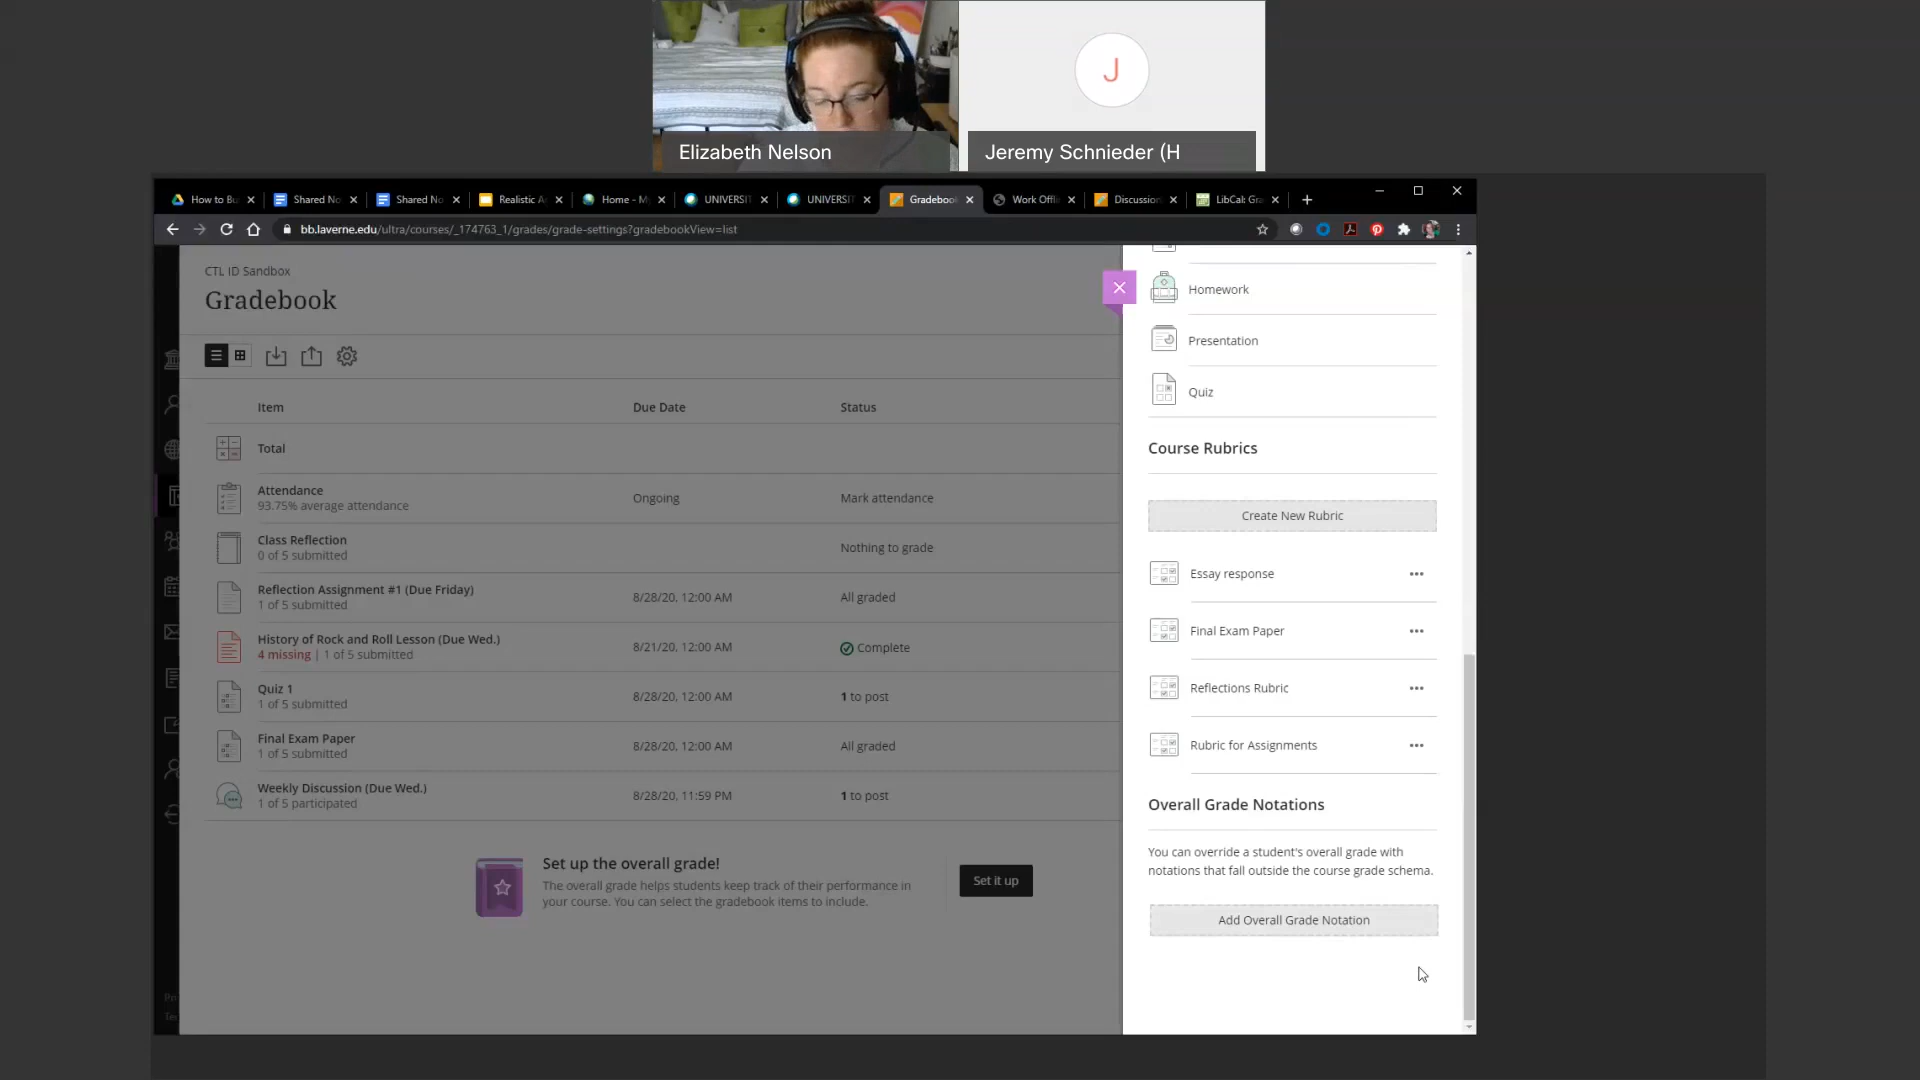 J
Elizabeth Nelson
Jeremy Schnieder (H
How to Bu
Shared No
Shared No
Realistic A
Home - My
UNIVERSIT
UNIVERSIT
Gradebook
Work Offli
Discussion
LibCal: Gra
bb.laverne.edu/ultra/courses/_174763_1/grades/grade-settings?gradebookView=list
CTL ID Sandbox
Gradebook
Item
Due Date
Status
Total
Attendance
93.75% average attendance
Ongoing
Mark attendance
Class Reflection
0 of 5 submitted
Nothing to grade
Reflection Assignment #1 (Due Friday)
1 of 5 submitted
8/28/20, 12:00 AM
All graded
History of Rock and Roll Lesson (Due Wed.)
4 missing | 1 of 5 submitted
8/21/20, 12:00 AM
Complete
Quiz 1
1 of 5 submitted
8/28/20, 12:00 AM
1 to post
Final Exam Paper
1 of 5 submitted
8/28/20, 12:00 AM
All graded
Weekly Discussion (Due Wed.)
1 of 5 participated
8/28/20, 11:59 PM
1 to post
Set up the overall grade!
The overall grade helps students keep track of their performance in
your course. You can select the gradebook items to include.
Set it up
Homework
Presentation
Quiz
Course Rubrics
Create New Rubric
Essay response
Final Exam Paper
Reflections Rubric
Rubric for Assignments
Overall Grade Notations
You can override a student's overall grade with
notations that fall outside the course grade schema.
Add Overall Grade Notation